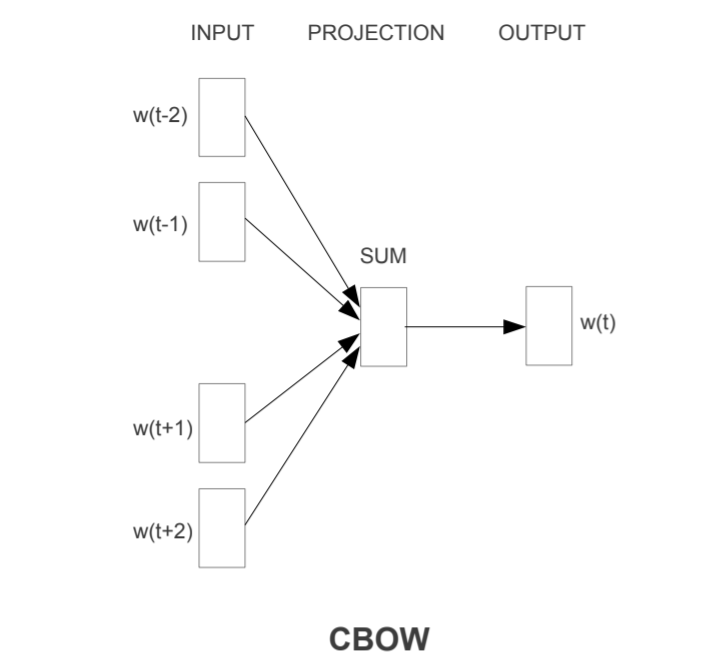 INPUT PROJECTION OUTPUT
w(t-2)
w(t-1)
SUM
w(t)
w(t+1)
w(t+2)
CBOW